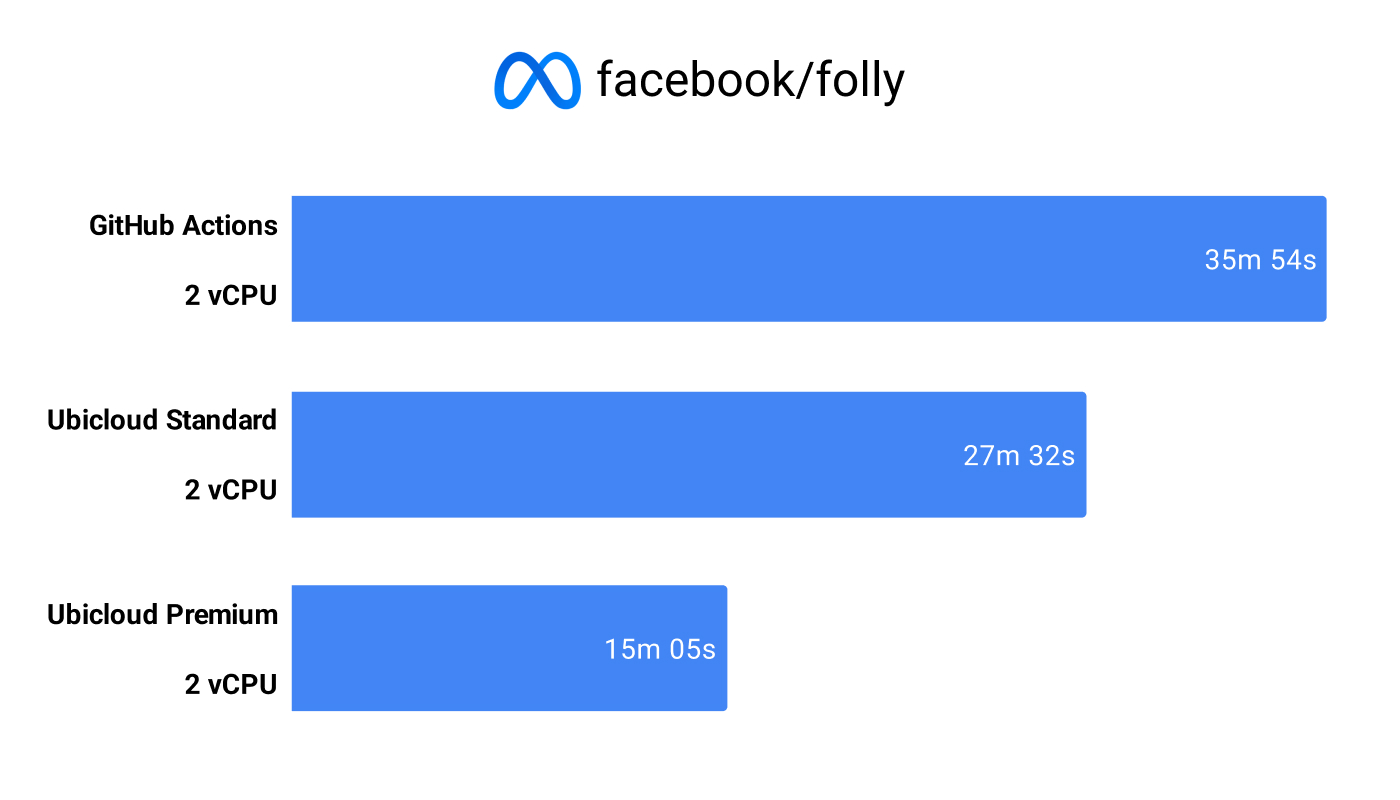 facebook/folly
GitHub Actions
2 vCPU
35m 54s
Ubicloud Standard
2 vCPU
27m 32s
Ubicloud Premium
2 vCPU
15m 05s